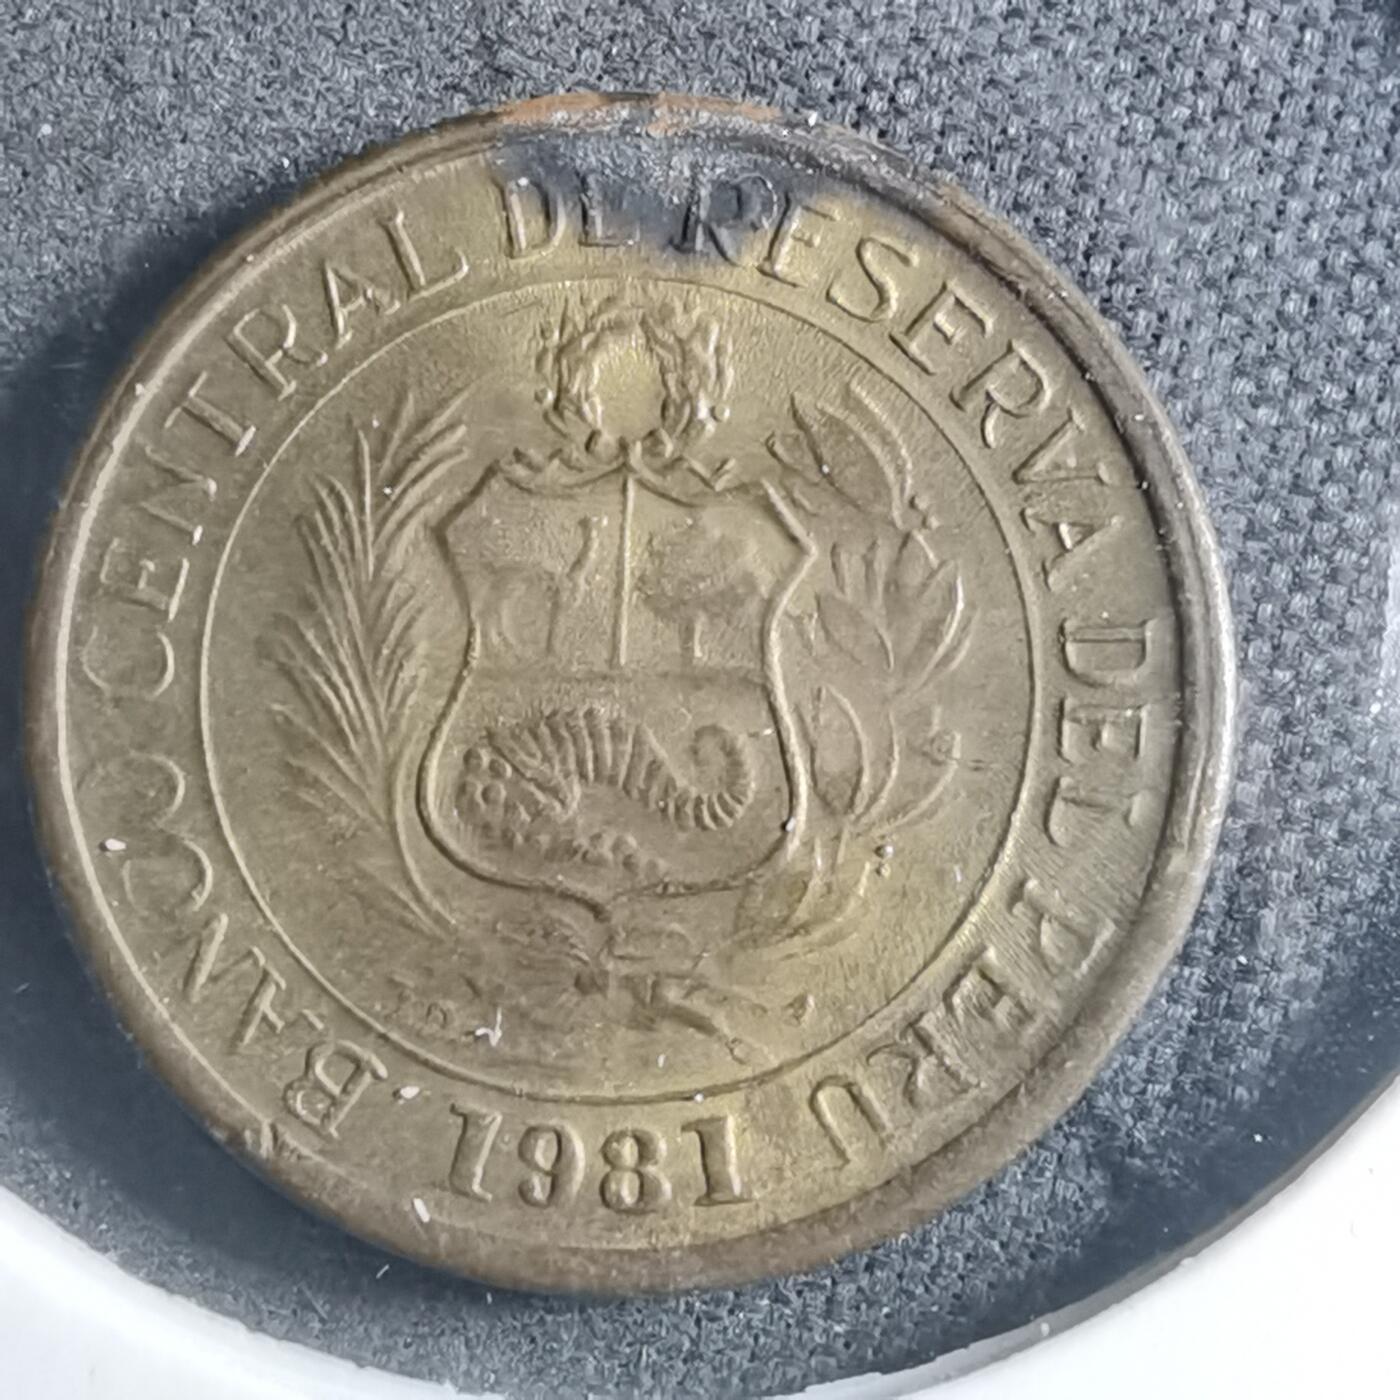 BANCO CENTRAL DE RESERVA DEL PERU
1981